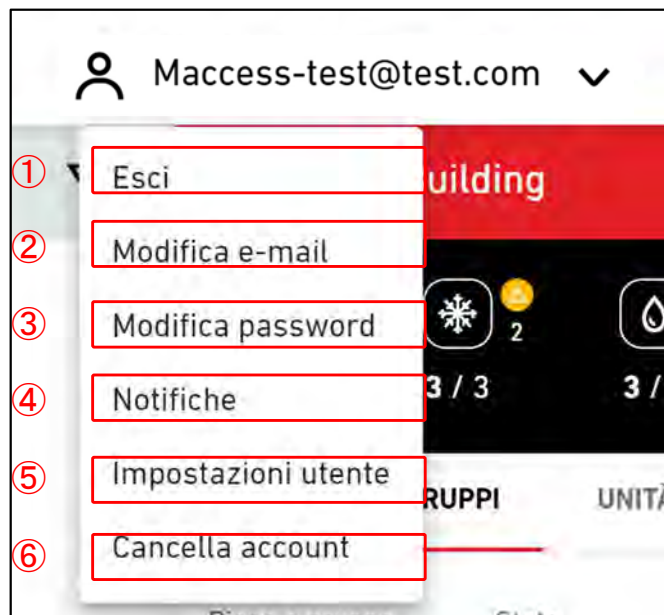 Maccess-test@test.com
① Esci
uilding
② Modifica e-mail
③ Modifica password
2
④ Notifiche
3 / 3
3 /
⑤ Impostazioni utente
RUPPI
UNITÀ
⑥ Cancella account